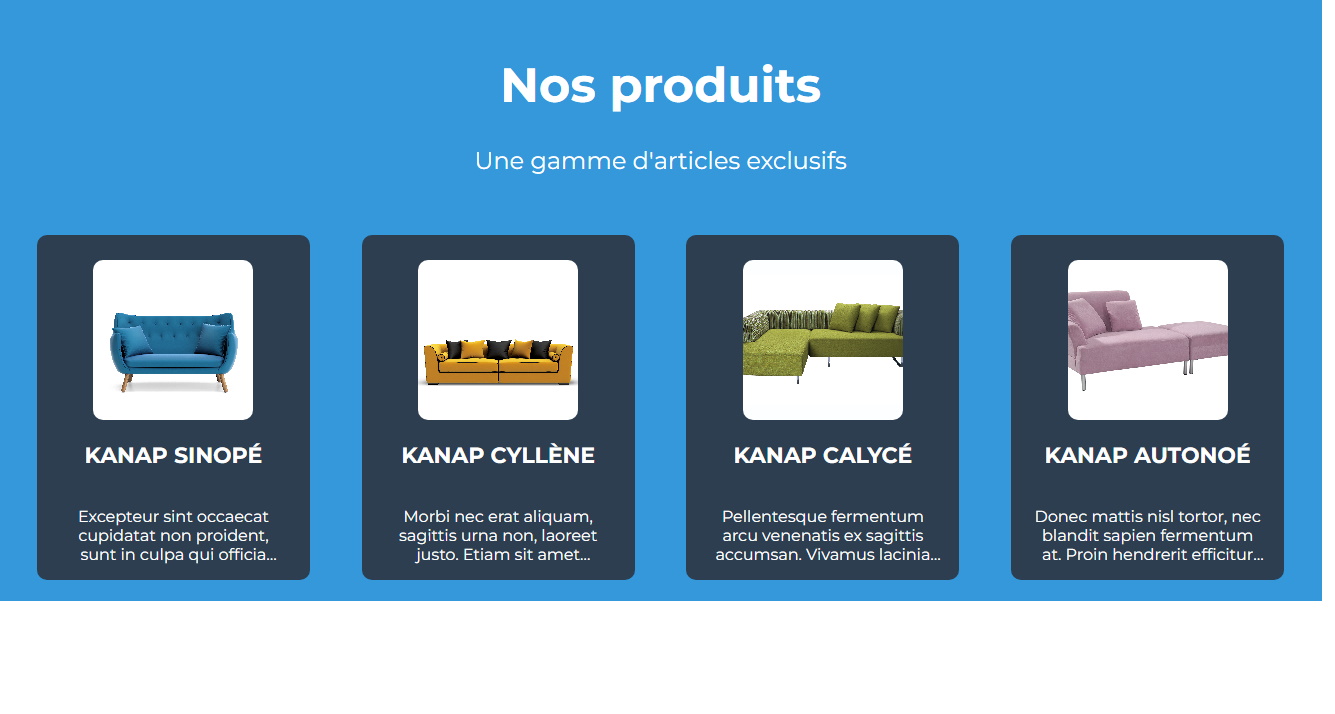 Nos produits
Une gamme d'articles exclusifs
KANAP SINOPÉ
Excepteur sint occaecat
cupidatat non proident,
sunt in culpa qui officia...
KANAP CYLLÈNE
Morbi nec erat aliquam,
sagittis urna non, laoreet
justo. Etiam sit amet...
KANAP CALYCÉ
Pellentesque fermentum
arcu venenatis ex sagittis
accumsan. Vivamus lacinia...
KANAP AUTONOÉ
Donec mattis nisl tortor, nec
blandit sapien fermentum
at. Proin hendrerit efficitur...